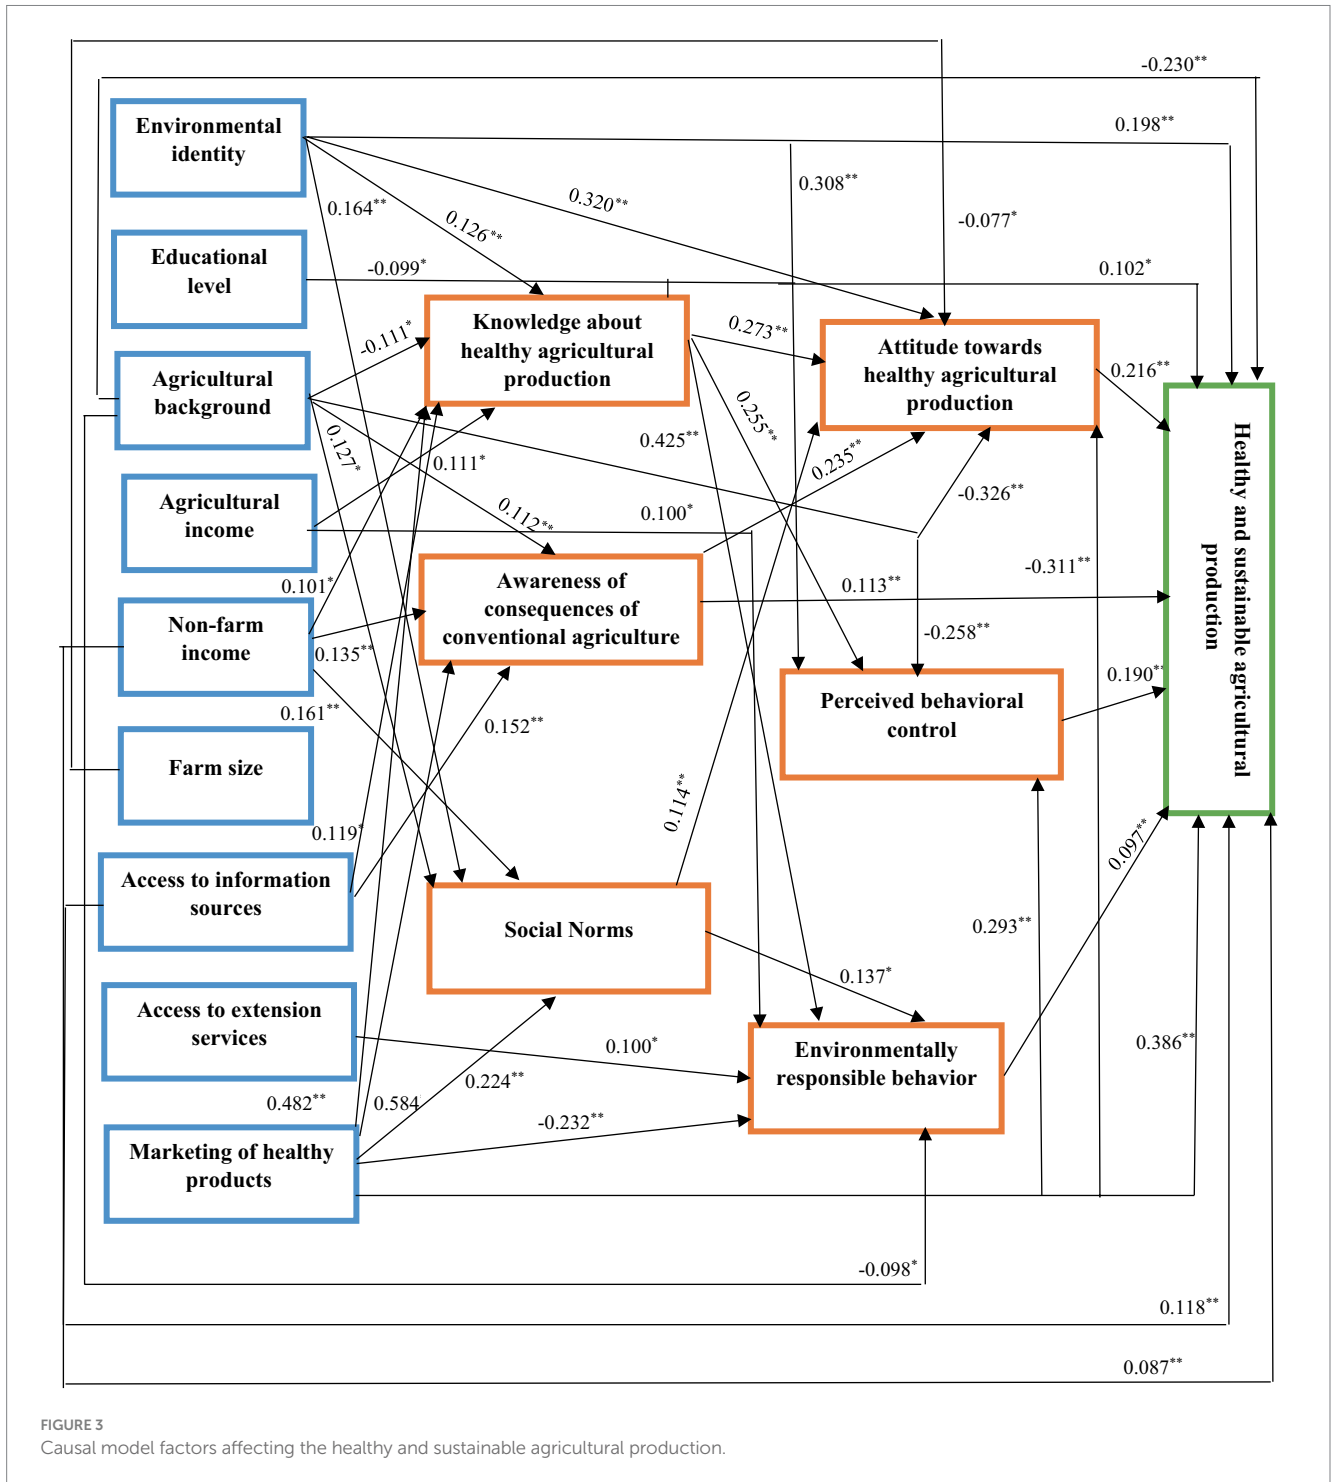 -0.230**
0.198**
Environmental
identity
0.308**
0.164**
0.320**
0.126**
-0.077*
Educational
level
-0.099*
0.102*
Knowledge about
healthy agricultural
production
-0.111*
0.273**
Attitude towards
healthy agricultural
production
0.216**
Agricultural
background
0.255**
0.425**
0.127*
0.111*
0.235**
Healthy and sustainable agricultural
production
Agricultural
income
0.112**
0.100*
-0.326**
-0.311**
0.101*
Awareness of
consequences of
conventional agriculture
0.113**
Non-farm
income
0.135**
-0.258**
0.190**
0.161**
0.152**
Perceived behavioral
control
Farm size
0.114**
0.119*
0.097**
Access to information
sources
Social Norms
0.293**
0.137*
Access to extension
services
0.100*
Environmentally
responsible behavior
0.386**
0.224**
0.482**
0.584
-0.232**
Marketing of healthy
products
-0.098*
0.118**
0.087**
FIGURE 3
Causal model factors affecting the healthy and sustainable agricultural production.